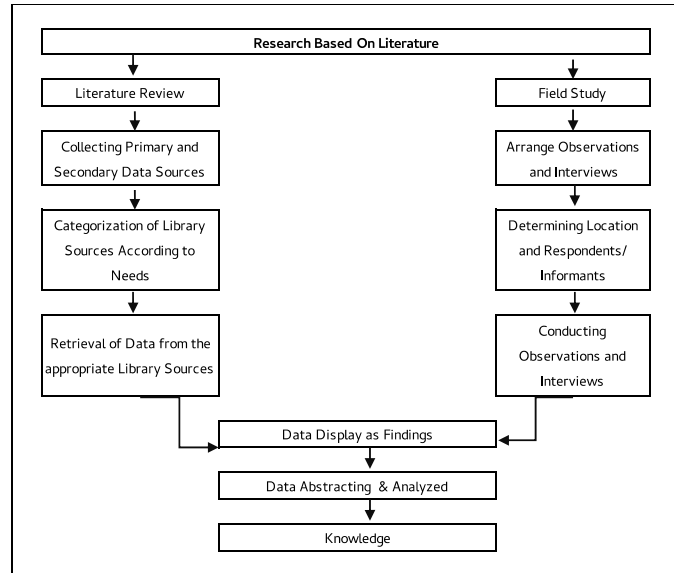 Research Based On Literature
Literature Review
Collecting Primary and
Secondary Data Sources
Categorization of Library
Sources According to
Needs
Retrieval of Data from the
appropriate Library Sources
Field Study
Arrange Observations
and Interviews
Determining Location
and Respondents/
Informants
Conducting
Observations and
Interviews
Data Display as Findings
Data Abstracting & Analyzed
Knowledge